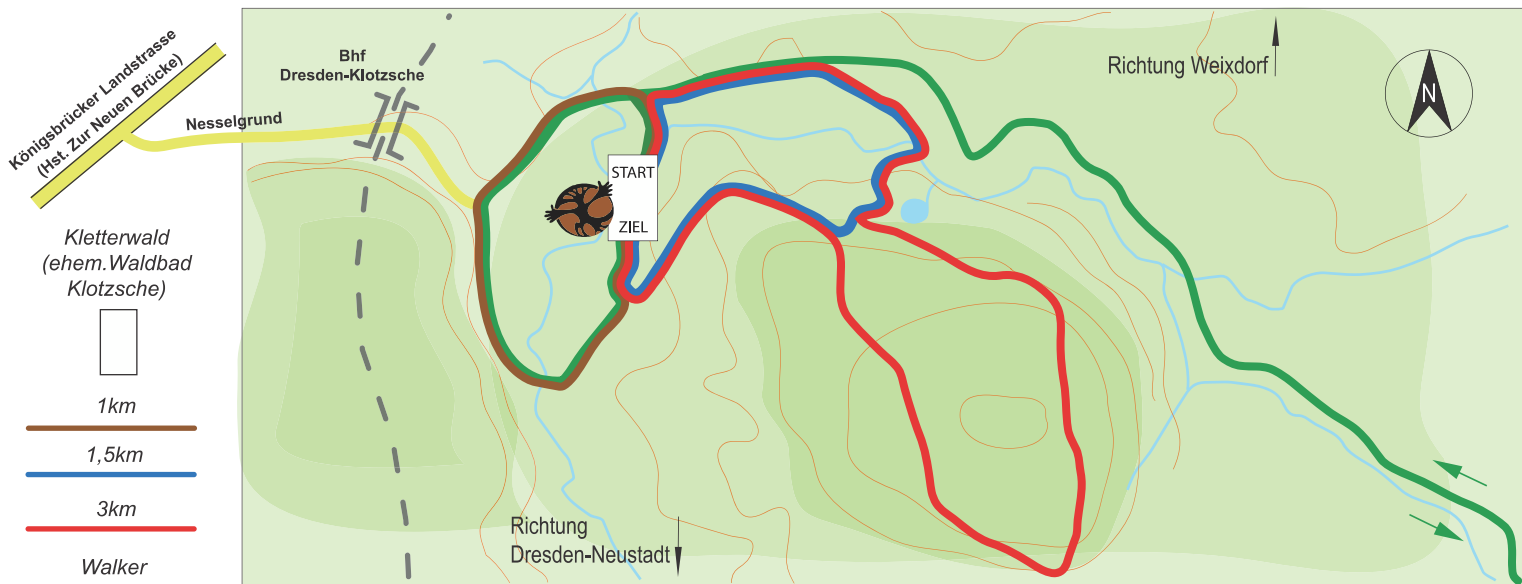 Königsbrücker Landstrasse
(Hst. Zur Neuen Brücke)
Nesselgrund
Bhf
Dresden-Klotzsche
Richtung Weixdorf
N
START
ZIEL
Kletterwald
(ehem.Waldbad
Klotzsche)
1km
1,5km
3km
Walker
Richtung
Dresden-Neustadt